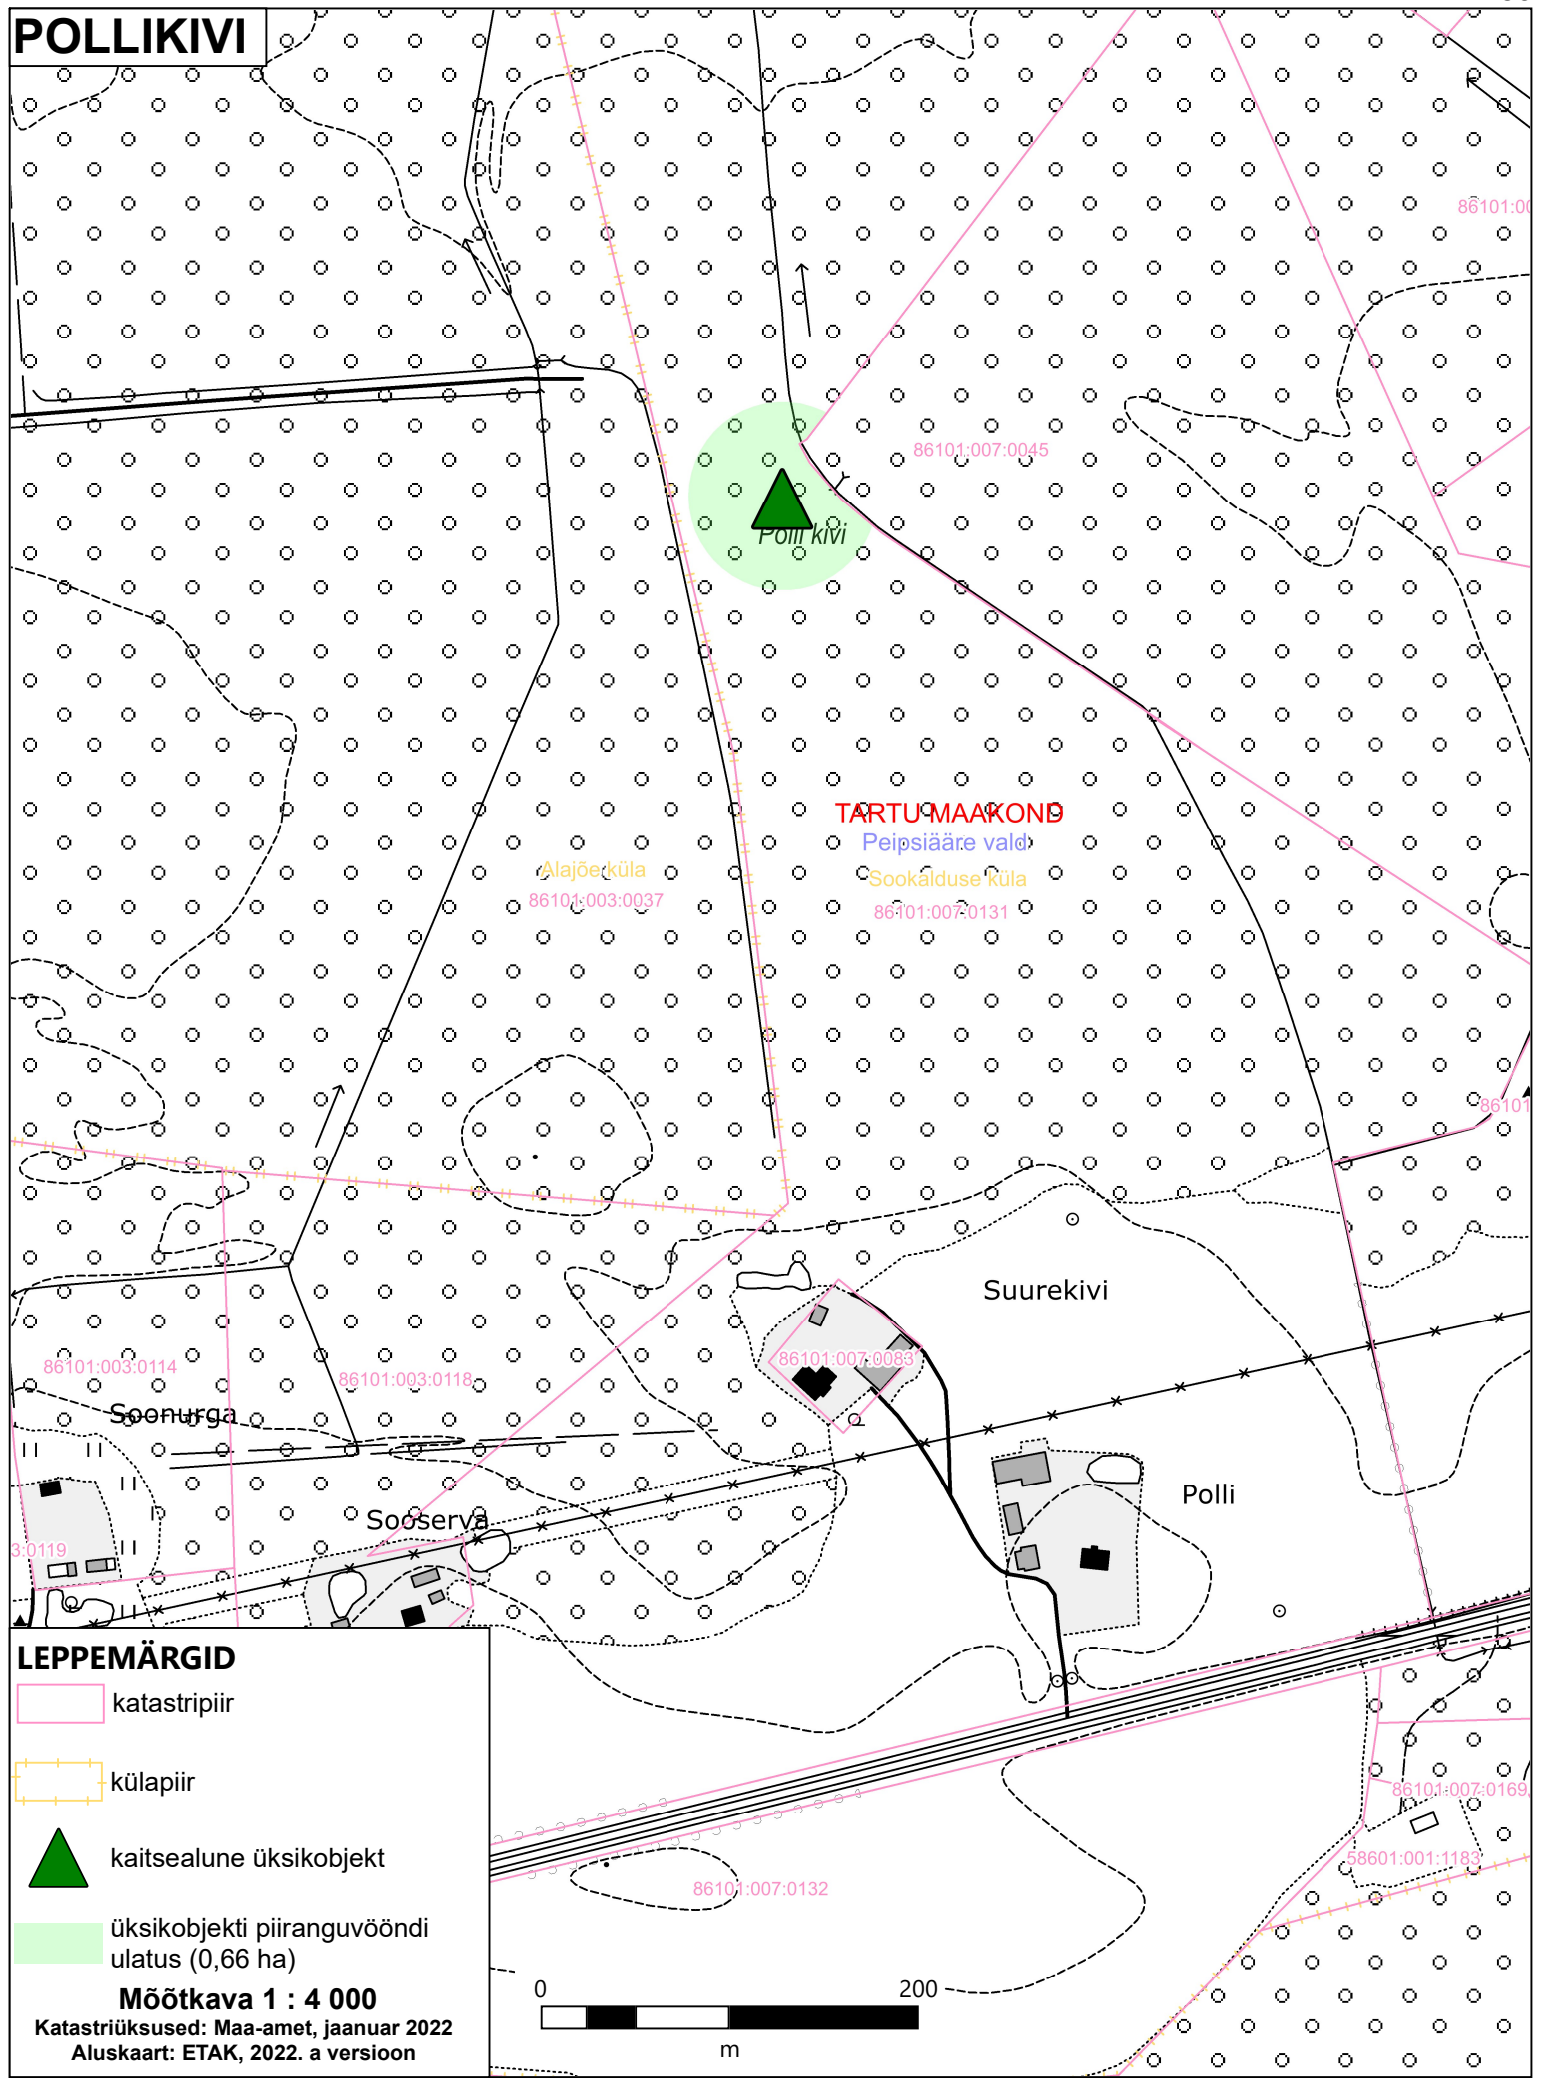 POLLIKIVI
86101:00
86101:007:0045
Polli kivi
TARTU MAAKOND
Peipsiääre vald
Alajõe küla
Sookalduse küla
86101:003:0037
86101:007:0131
86101
Suurekivi
86101:007:0083
86101:003:0114
86101:003:0118
Soonurga
Polli
Sooserva
3:0119
LEPPEMÄRGID
katastripiir
külapiir
kaitsealune üksikobjekt
üksikobjekti piiranguvööndi
ulatus (0,66 ha)
Mõõtkava 1 : 4 000
Katastriüksused: Maa-amet, jaanuar 2022
Aluskaart: ETAK, 2022. a versioon
86101:007:0169
58601:001:1183
86101:007:0132
0 200
m